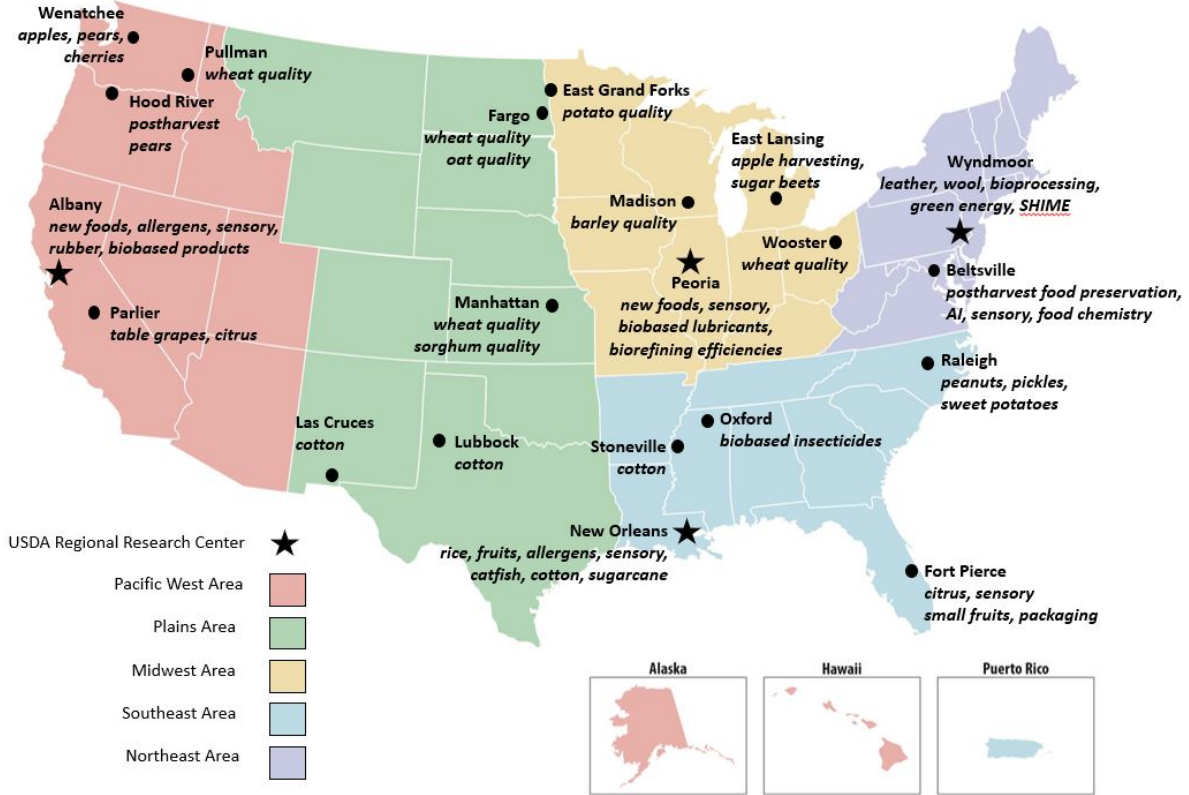 Wenatchee
apples, pears,
cherries
Pullman
wheat quality
Hood River
postharvest
pears
Albany
new foods, allergens, sensory,
rubber, biobased products
Parlier
table grapes, citrus
Fargo
wheat quality
oat quality
Manhattan
wheat quality
sorghum quality
Las Cruces
cotton
Lubbock
cotton
East Grand Forks
potato quality
East Lansing
apple harvesting,
sugar beets
Madison
barley quality
Wooster
wheat quality
Peoria
new foods, sensory,
biobased lubricants,
biorefining efficiencies
Wyndmoor
leather, wool, bioprocessing,
green energy, SHIME
Beltsville
postharvest food preservation,
AI, sensory, food chemistry
Raleigh
peanuts, pickles,
sweet potatoes
Oxford
biobased insecticides
Stoneville
cotton
New Orleans
rice, fruits, allergens, sensory,
catfish, cotton, sugarcane
Fort Pierce
citrus, sensory
small fruits, packaging
USDA Regional Research Center
Pacific West Area
Plains Area
Midwest Area
Southeast Area
Northeast Area
Alaska
Hawaii
Puerto Rico